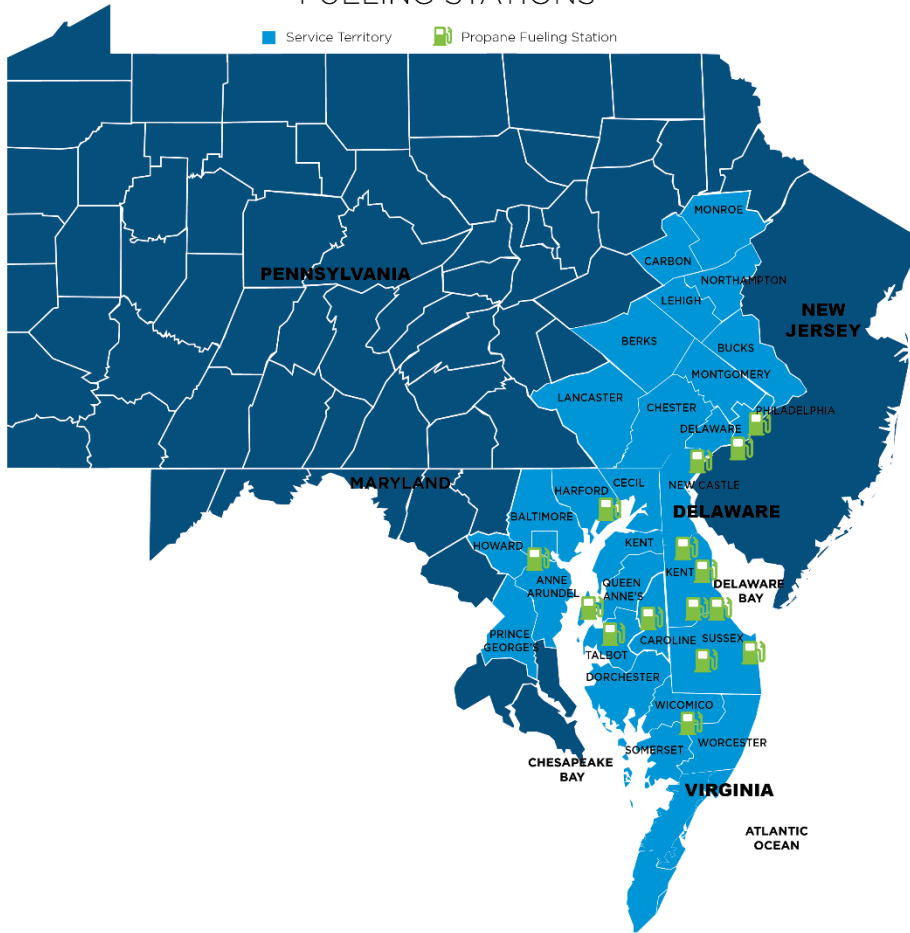 FUELING STATIONS
Service Territory
Propane Fueling Station
MONROE
CARBON
PENNSYLVANIA
NORTHAMPTON
LEHIGH
NEW
JERSEY
BERKS
BUCKS
MONTGOMERY
LANCASTER
CHESTER
PHILADELPHIA
DELAWARE
MARYLAND
CECIL
NEW CASTLE
HARFORD
BALTIMORE
DELAWARE
HOWARD
KENT
KENT
ANNE
ARUNDEL
QUEEN
ANNE'S
DELAWARE
BAY
PRINCE
GEORGE'S
CAROLINE
SUSSEX
TALBOT
DORCHESTER
WICOMICO
SOMERSET
WORCESTER
CHESAPEAKE
BAY
VIRGINIA
ATLANTIC
OCEAN